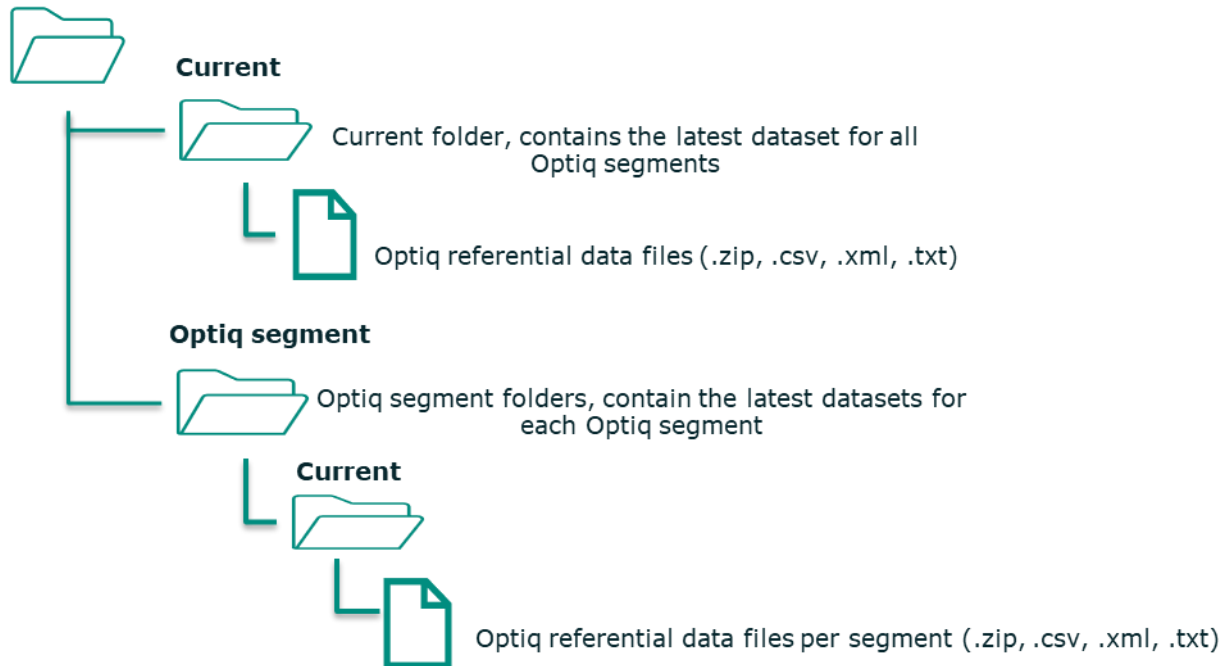 Current
Current folder, contains the latest dataset for all
Optiq segments
Optiq referential data files (.zip, .csv, .xml, .txt)
Optiq segment
Optiq segment folders, contain the latest datasets for
each Optiq segment
Current
Optiq referential data files per segment (.zip, .csv, .xml, .txt)